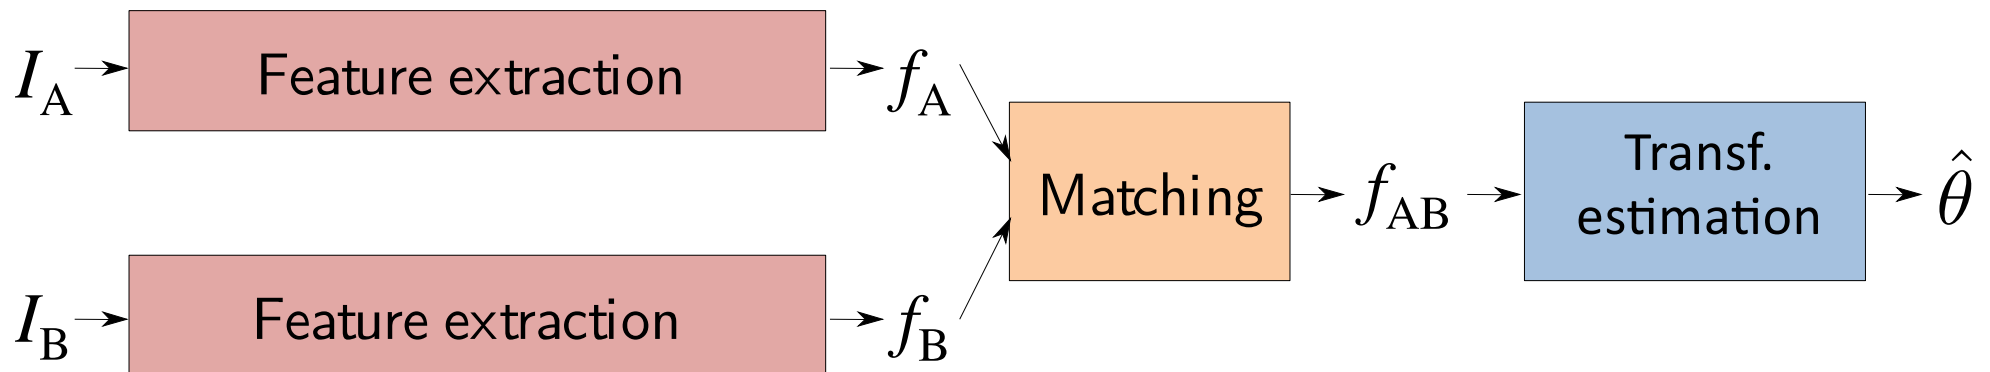 I_A Feature extraction f_A
Matching f_AB Transf. estimation θ̂
I_B Feature extraction f_B